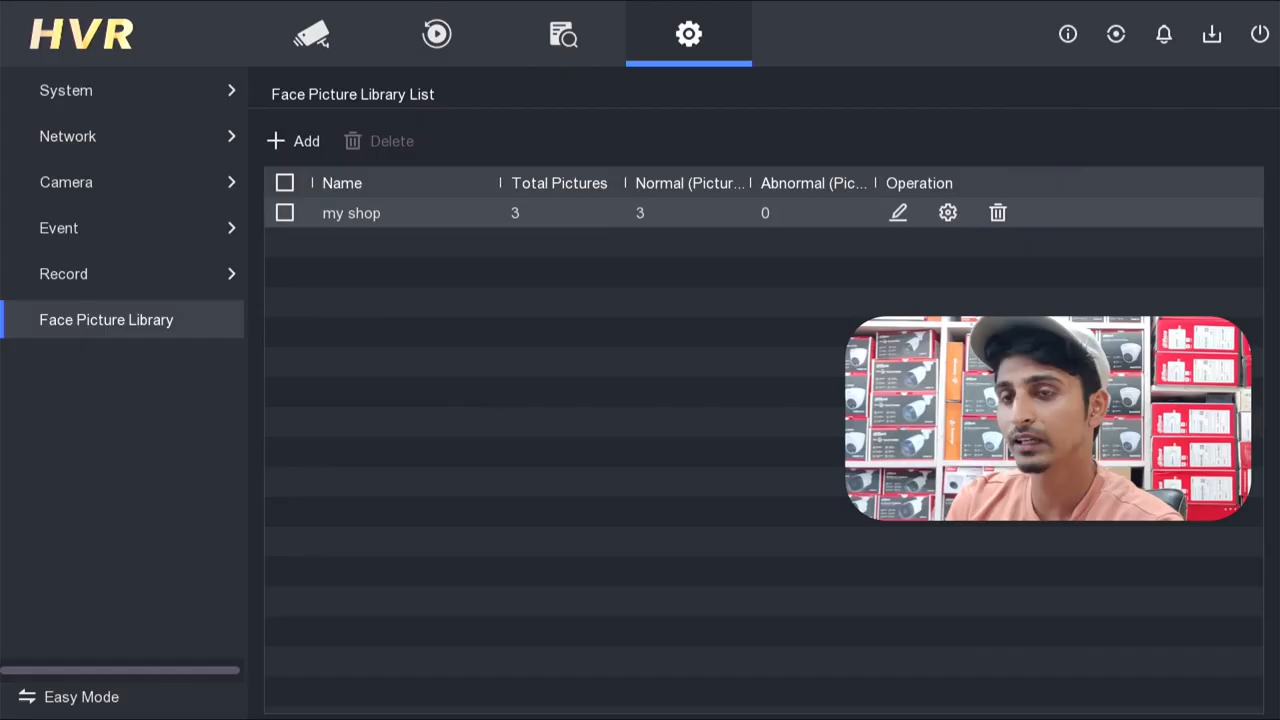 HVR
System
Network
Camera
Event
Record
Face Picture Library
Easy Mode
Face Picture Library List
Add Delete
Name Total Pictures Normal (Pictur... Abnormal (Pic... Operation
my shop 3 3 0